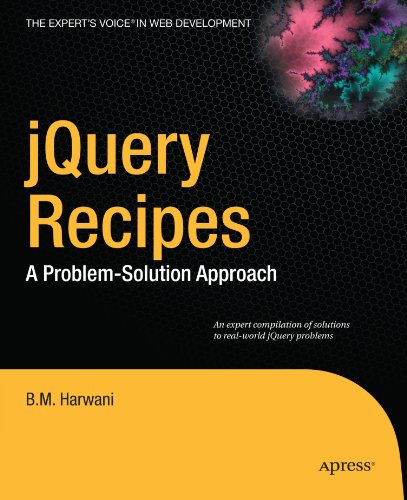 THE EXPERT'S VOICE® IN WEB DEVELOPMENT
jQuery
Recipes
A Problem-Solution Approach
An expert compilation of solutions
to real-world jQuery problems
B.M. Harwani
Apress®